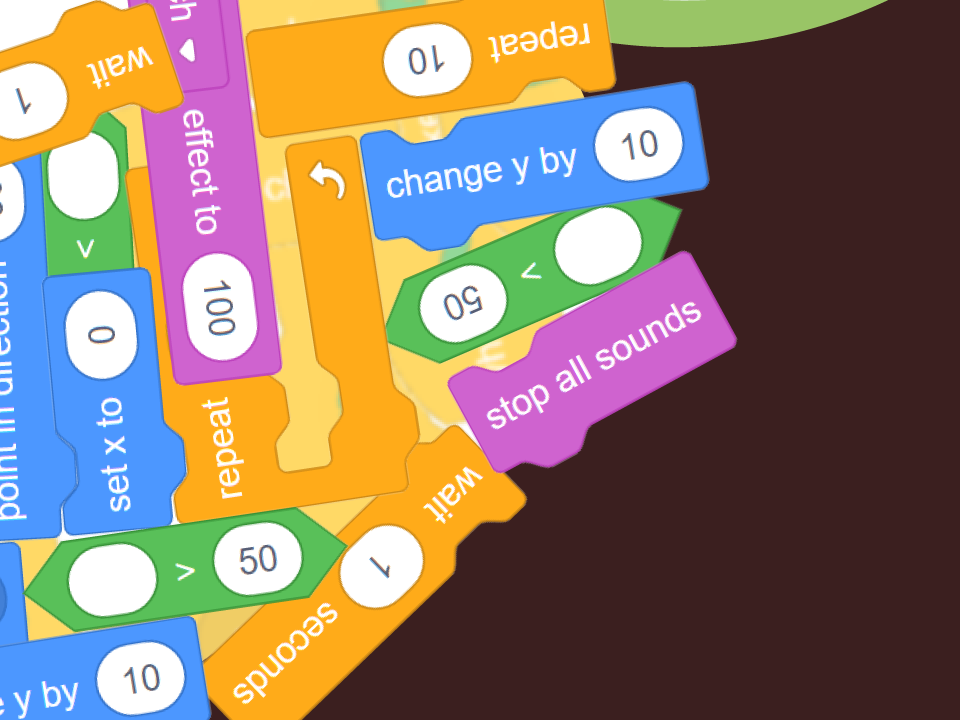 wait 1
effect to 100
repeat 10
change y by 10
50 <
stop all sounds
<
point in direction
set x to 0
repeat
> 50
wait 1 seconds
y by 10